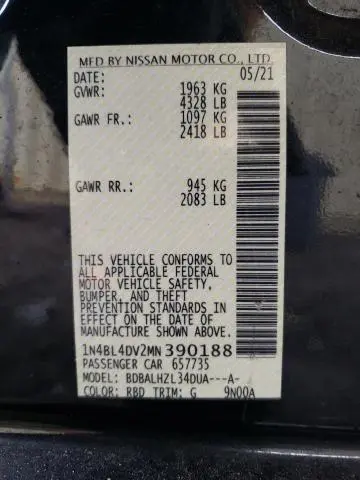 MFD BY NISSAN MOTOR CO., LTD.
DATE: 05/21
GVWR: 1963 KG
4328 LB
GAWR FR.: 1097 KG
2418 LB
GAWR RR.: 945 KG
2083 LB
THIS VEHICLE CONFORMS TO
ALL APPLICABLE FEDERAL
MOTOR VEHICLE SAFETY,
BUMPER, AND THEFT
PREVENTION STANDARDS IN
EFFECT ON THE DATE OF
MANUFACTURE SHOWN ABOVE.
1N4BL4DV2MN390188
PASSENGER CAR 657735
MODEL: BDBALHZL34DUA---A-
COLOR: RBD TRIM: G 9N00A